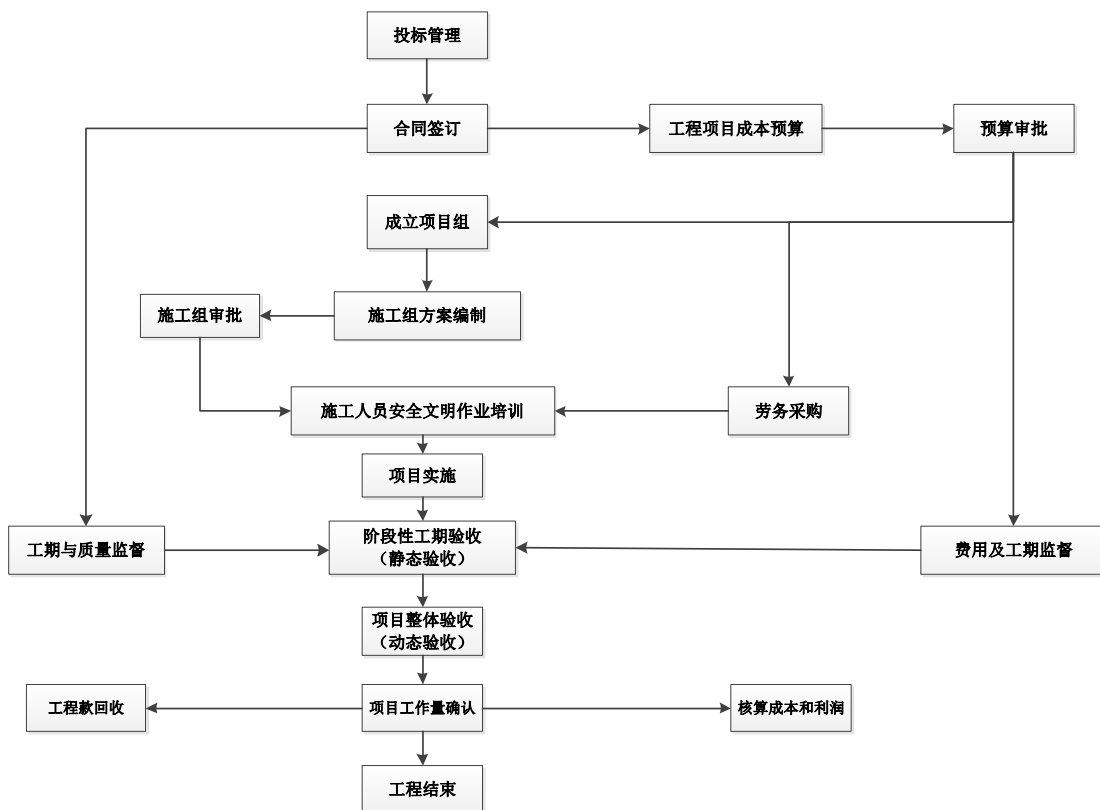 投标管理
合同签订
工程项目成本预算
预算审批
成立项目组
施工组审批
施工组方案编制
施工人员安全文明作业培训
劳务采购
项目实施
工期与质量监督
阶段性工期验收
（静态验收）
费用及工期监督
项目整体验收
（动态验收）
工程款回收
项目工作量确认
核算成本和利润
工程结束